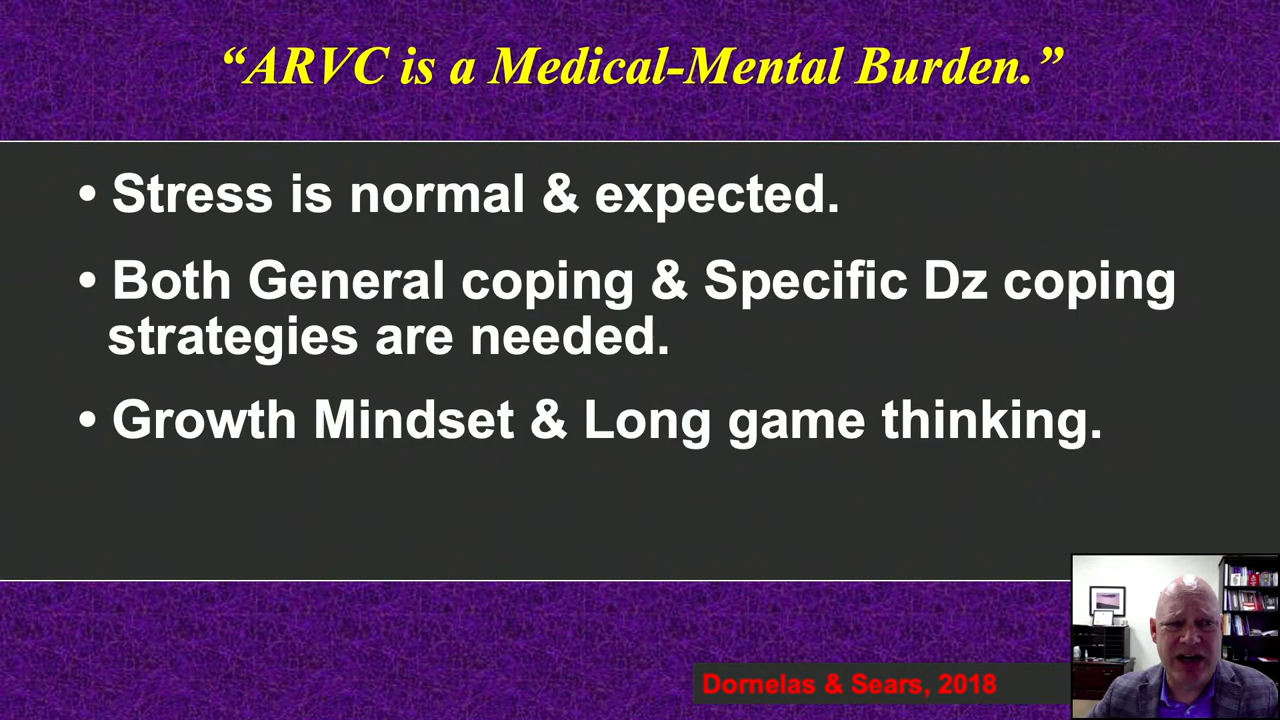 “ARVC is a Medical-Mental Burden.”
• Stress is normal & expected.
• Both General coping & Specific Dz coping
strategies are needed.
• Growth Mindset & Long game thinking.
Dornelas & Sears, 2018